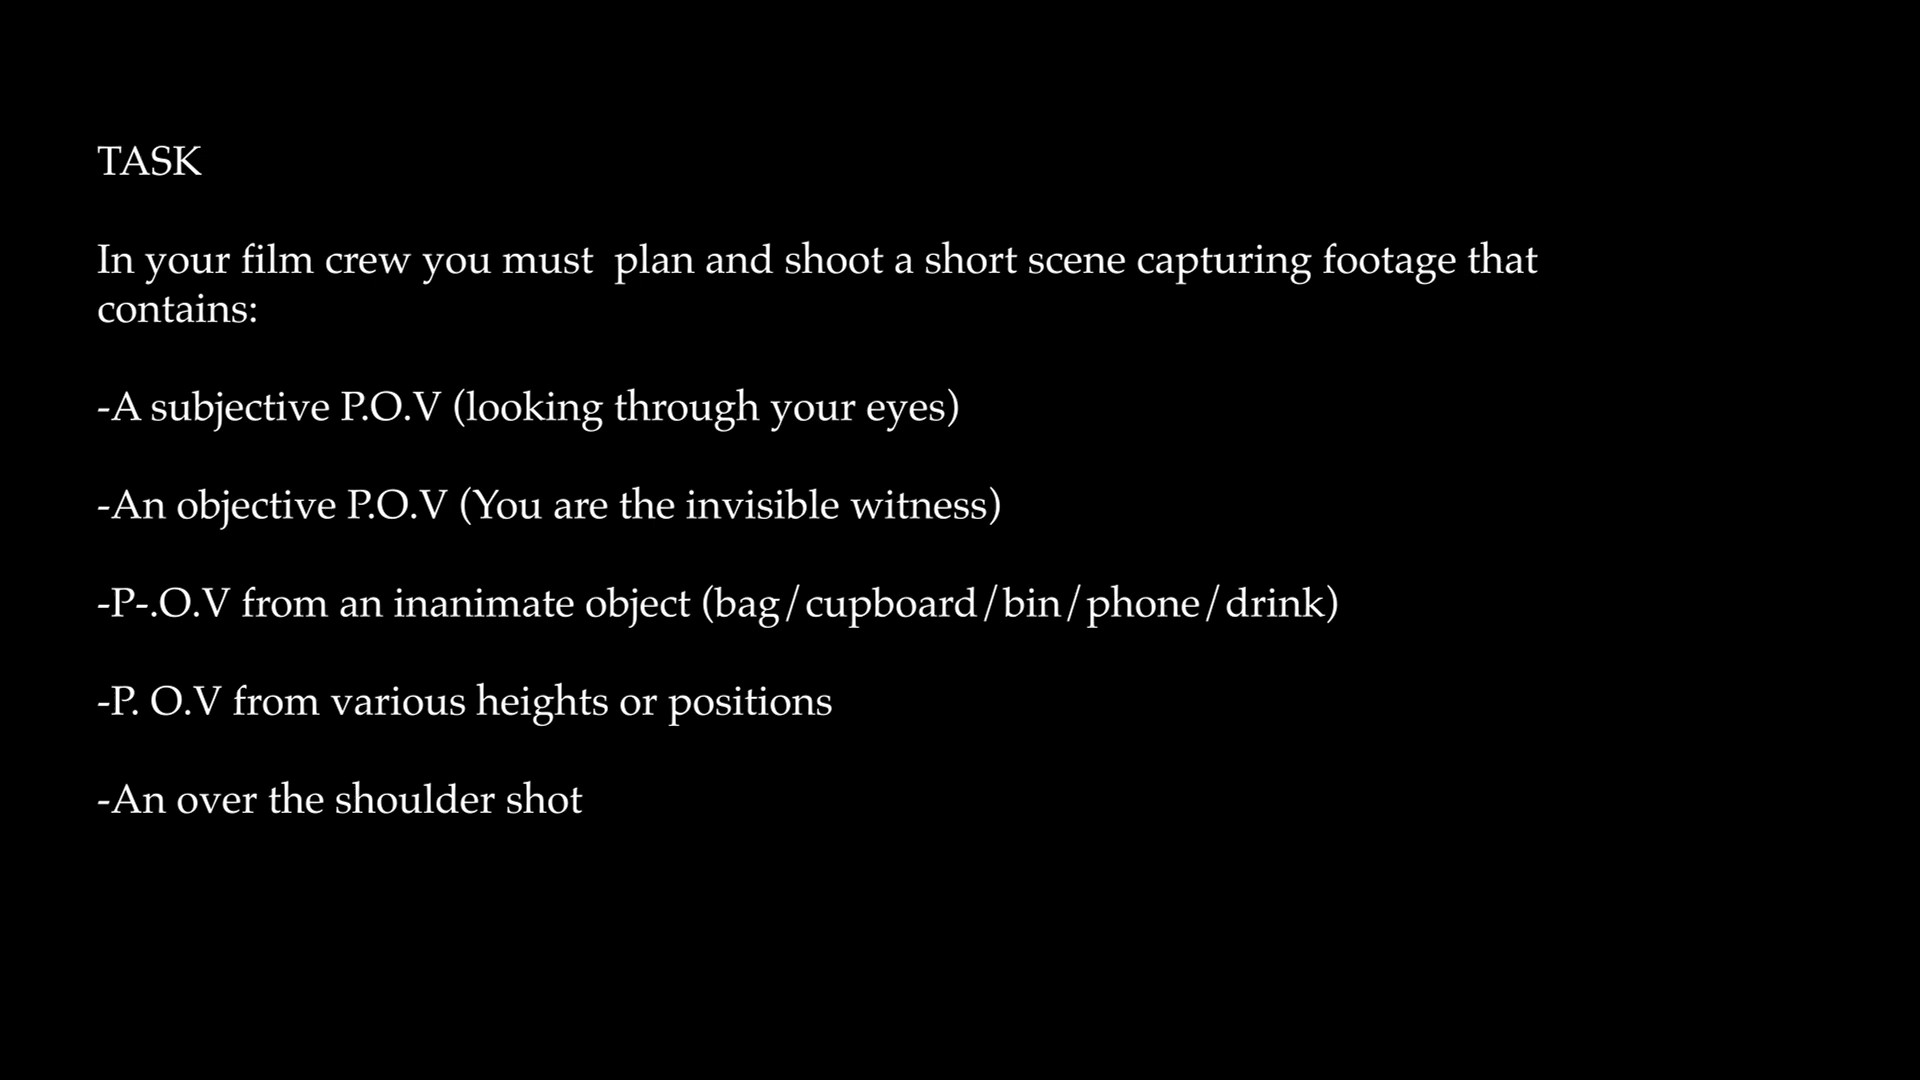 TASK
In your film crew you must  plan and shoot a short scene capturing footage that
contains:
-A subjective P.O.V (looking through your eyes)
-An objective P.O.V (You are the invisible witness)
-P-.O.V from an inanimate object (bag/cupboard/bin/phone/drink)
-P. O.V from various heights or positions
-An over the shoulder shot